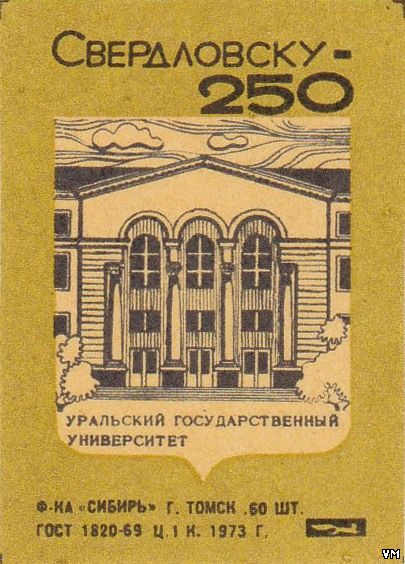 СВЕРДЛОВСКУ-
250
УРАЛЬСКИЙ ГОСУДАРСТВЕННЫЙ
УНИВЕРСИТЕТ
Ф-КА «СИБИРЬ» Г. ТОМСК .60 ШТ.
ГОСТ 1820-69 Ц.1 К. 1973 Г.
VM